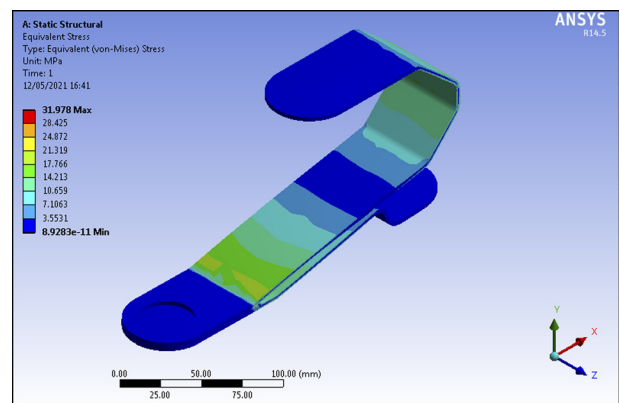 A: Static Structural
Equivalent Stress
Type: Equivalent (von-Mises) Stress
Unit: MPa
Time: 1
12/05/2021 16:41
31.978 Max
28.425
24.872
21.319
17.766
14.213
10.659
7.1063
3.5531
8.9283e-11 Min
ANSYS
R14.5
Y
X
Z
0.00 50.00 100.00 (mm)
25.00 75.00